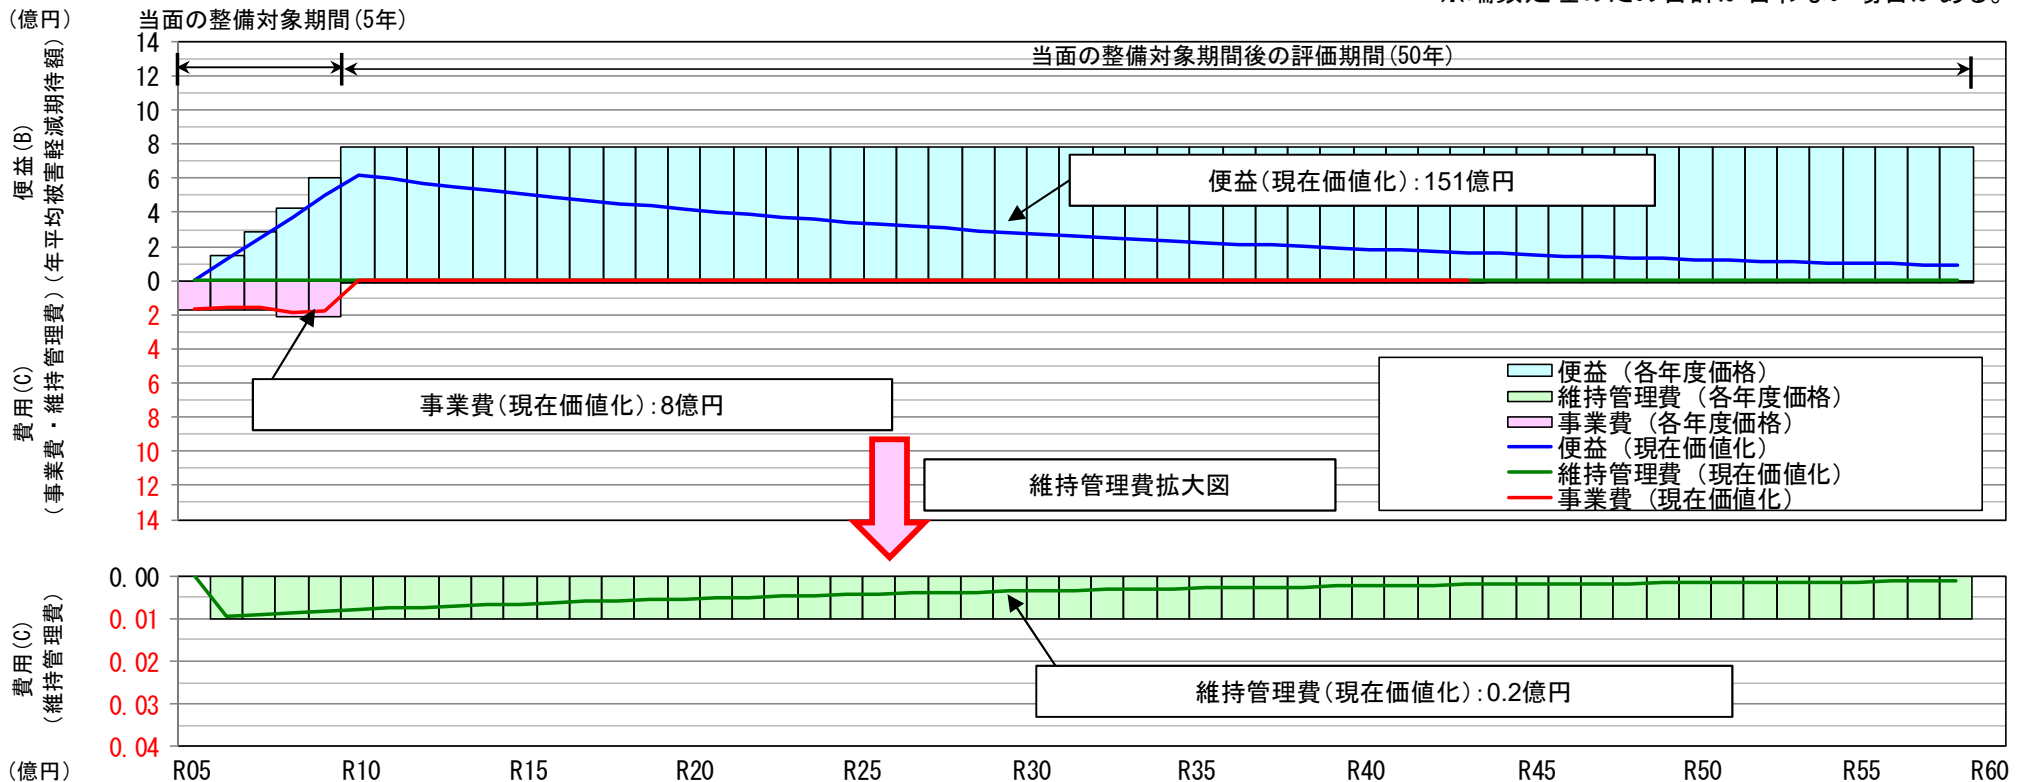 (億円)
当面の整備対象期間(5年)
当面の整備対象期間後の評価期間(50年)
便益(B)
(年平均被害軽減期待額)
費用(C)
(事業費・維持管理費)
14
12
10
8
6
4
2
0
2
4
6
8
10
12
14
便益(現在価値化):151億円
事業費(現在価値化):8億円
維持管理費拡大図
便益 (各年度価格)
維持管理費 (各年度価格)
事業費 (各年度価格)
便益 (現在価値化)
維持管理費 (現在価値化)
事業費 (現在価値化)
費用(C)
(維持管理費)
0.00
0.01
0.02
0.03
0.04
維持管理費(現在価値化):0.2億円
(億円)
R05 R10 R15 R20 R25 R30 R35 R40 R45 R50 R55 R60